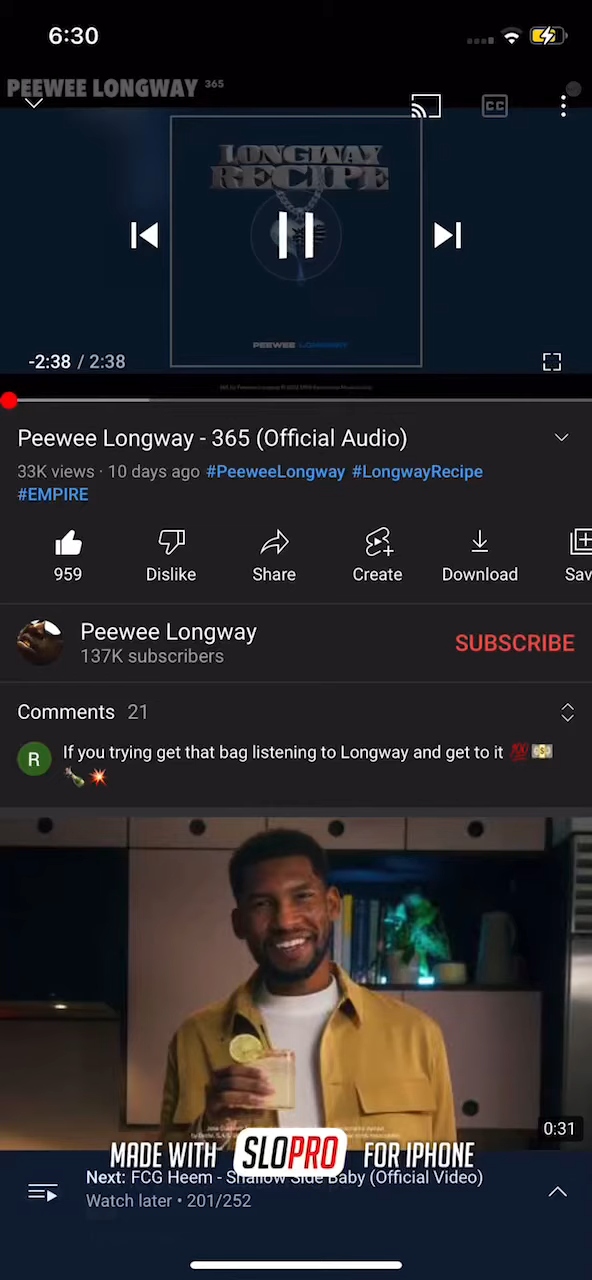 6:30
PEEWEE LONGWAY 365
CC
LONGWAY
RECIPE
PEEWEE LONGWAY
-2:38 / 2:38
Peewee Longway - 365 (Official Audio)
33K views · 10 days ago #PeeweeLongway #LongwayRecipe
#EMPIRE
959
Dislike
Share
Create
Download
Sav
Peewee Longway
137K subscribers
SUBSCRIBE
Comments 21
R
If you trying get that bag listening to Longway and get to it 💯💵
🍾💥
0:31
MADE WITH SLOPRO FOR IPHONE
Next: FCG Heem - Shallow Side Baby (Official Video)
Watch later • 201/252